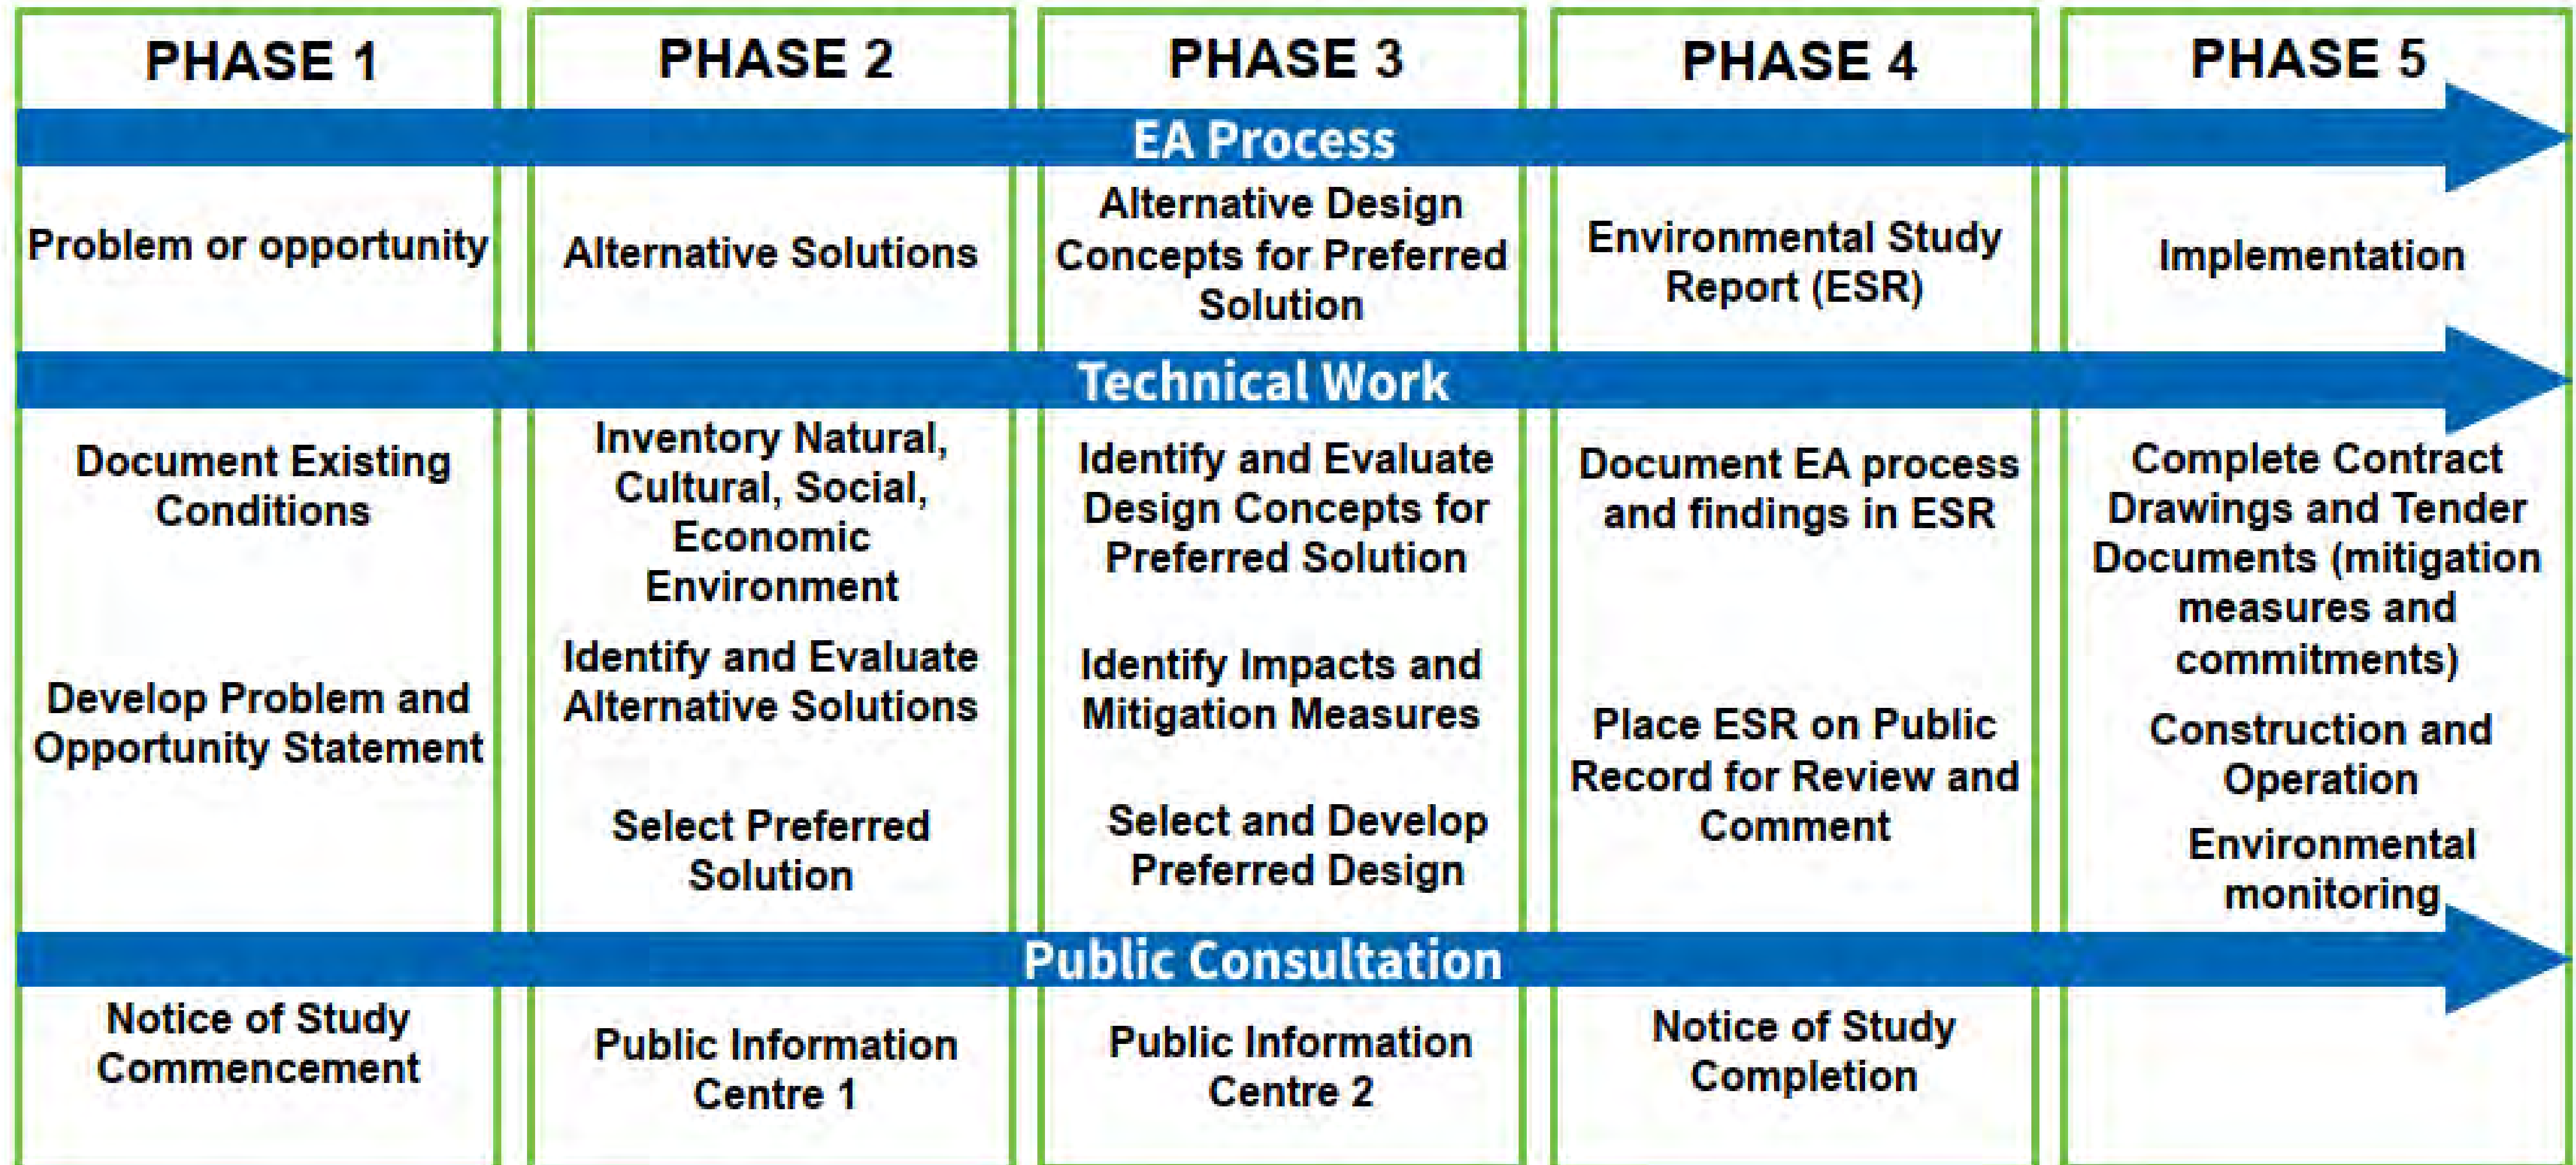 PHASE 1
PHASE 2
PHASE 3
PHASE 4
PHASE 5
EA Process
Problem or opportunity
Alternative Solutions
Alternative Design
Concepts for Preferred
Solution
Environmental Study
Report (ESR)
Implementation
Technical Work
Document Existing
Conditions
Develop Problem and
Opportunity Statement
Inventory Natural,
Cultural, Social,
Economic
Environment
Identify and Evaluate
Alternative Solutions
Select Preferred
Solution
Identify and Evaluate
Design Concepts for
Preferred Solution
Identify Impacts and
Mitigation Measures
Select and Develop
Preferred Design
Document EA process
and findings in ESR
Place ESR on Public
Record for Review and
Comment
Complete Contract
Drawings and Tender
Documents (mitigation
measures and
commitments)
Construction and
Operation
Environmental
monitoring
Public Consultation
Notice of Study
Commencement
Public Information
Centre 1
Public Information
Centre 2
Notice of Study
Completion